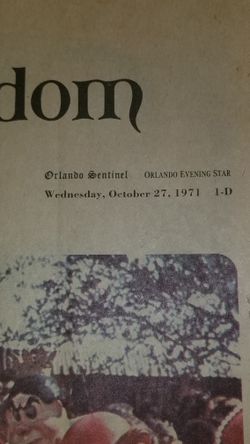 dom
Orlando Sentinel ORLANDO EVENING STAR
Wednesday, October 27, 1971 1-D